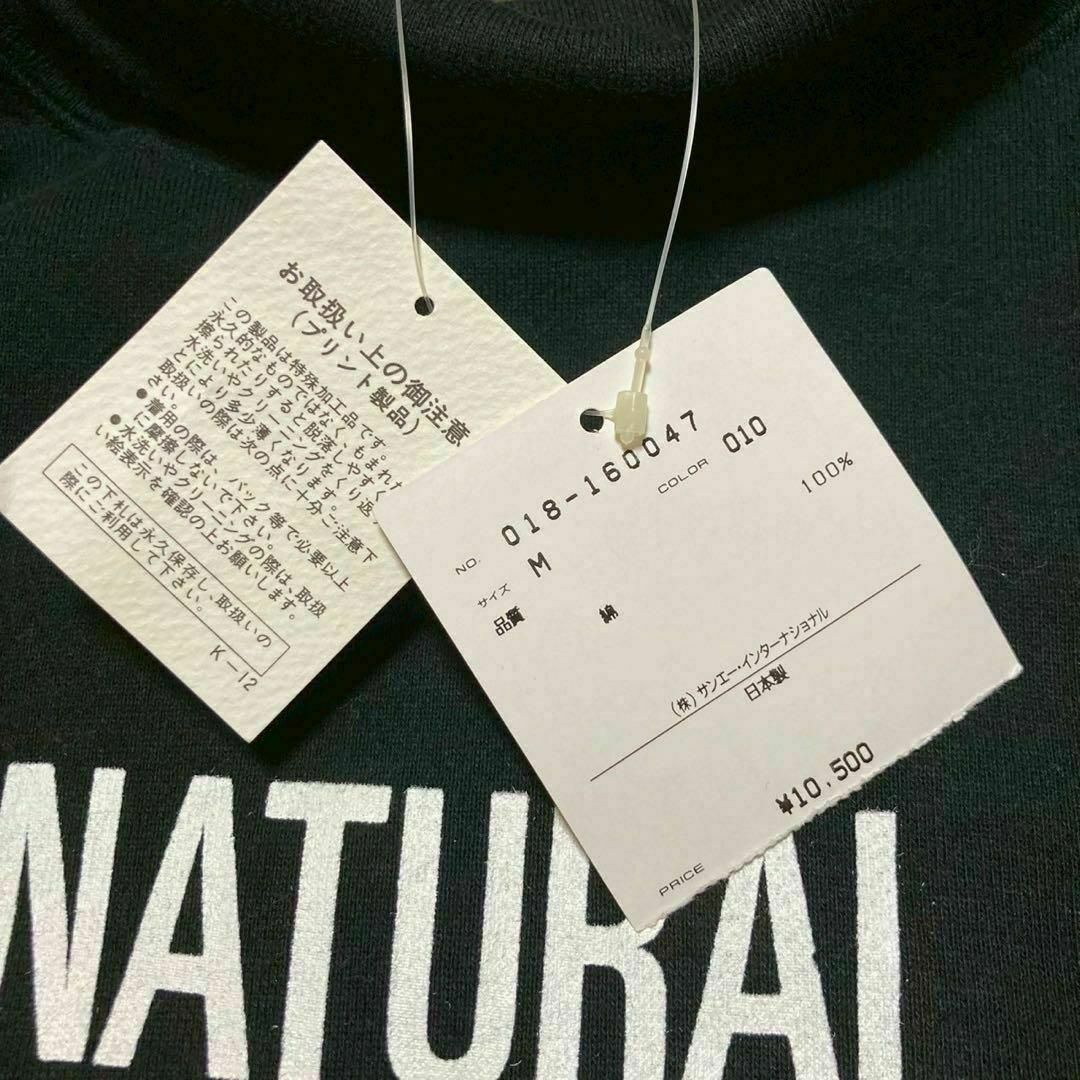 お取扱い上の御注意
（プリント製品）
この製品は特殊加工品です。
永久的なものではなく、もまれた
擦られたりすると脱落しやすく
水洗いやクリーニングをくり返
とにより多少薄くなります。
取扱いの際は次の点に十分ご注意下
さい。
●着用の際は、バック等で必要以上
に摩擦しないで下さい。
●水洗いやクリーニングの際は、取扱
い絵表示を確認の上お願いします。
この下札は永久保存し、取扱いの
際にご利用して下さい。
K-12
NO. 018-160047
COLOR 010
サイズ M
品質 綿 100%
(株)サンエー・インターナショナル
日本製
¥10,500
PRICE
NATURAL